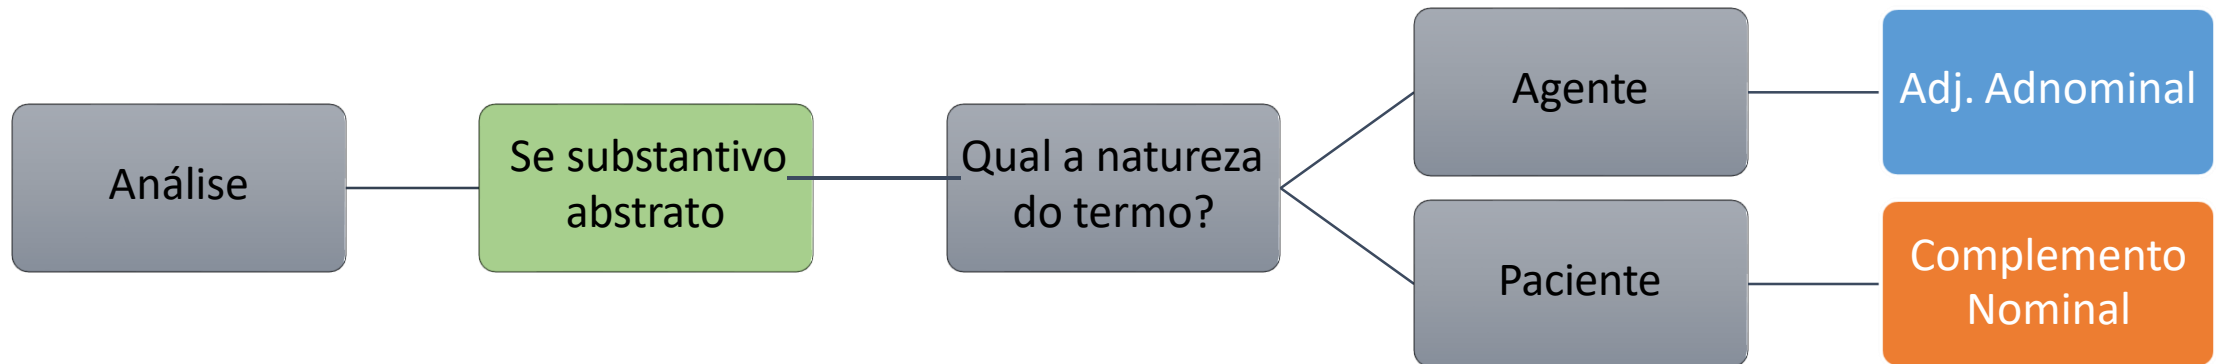 Análise
Se substantivo
abstrato
Qual a natureza
do termo?
Agente
Adj. Adnominal
Paciente
Complemento
Nominal